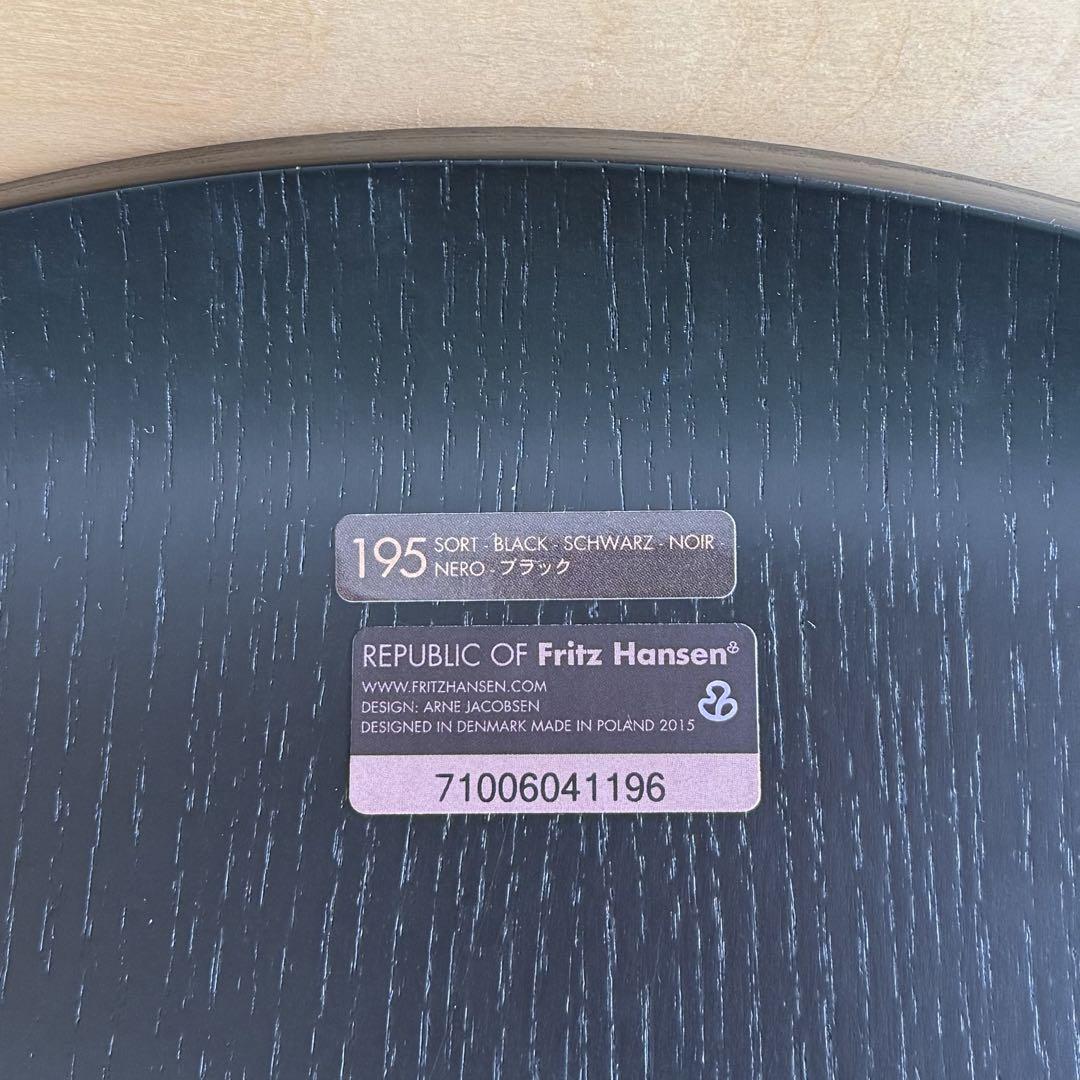 195 SORT - BLACK - SCHWARZ - NOIR -
NERO - ブラック
REPUBLIC OF Fritz Hansen
WWW.FRITZHANSEN.COM
DESIGN: ARNE JACOBSEN
DESIGNED IN DENMARK MADE IN POLAND 2015
71006041196